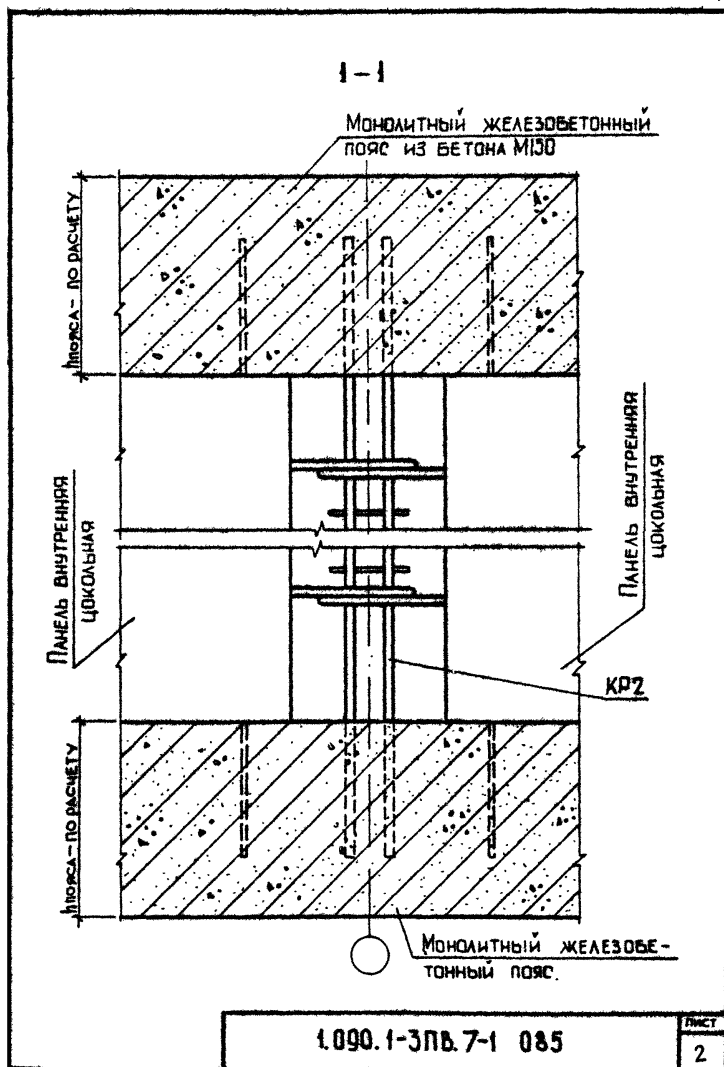 1-1
Монолитный железобетонный
пояс из бетона М150
hпояса - по расчету
Панель внутренняя
цокольная
Панель внутренняя
цокольная
КР2
hпояса - по расчету
Монолитный железобе-
тонный пояс.
1.090.1-3ПВ.7-1 085
Лист
2